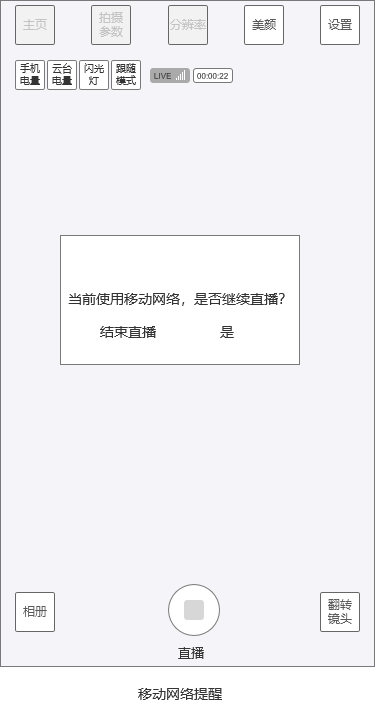 主页
拍摄
参数
分辨率
美颜
设置
手机
电量
云台
电量
闪光
灯
跟随
模式
LIVE
00:00:22
当前使用移动网络，是否继续直播？
结束直播
是
相册
直播
翻转
镜头
移动网络提醒